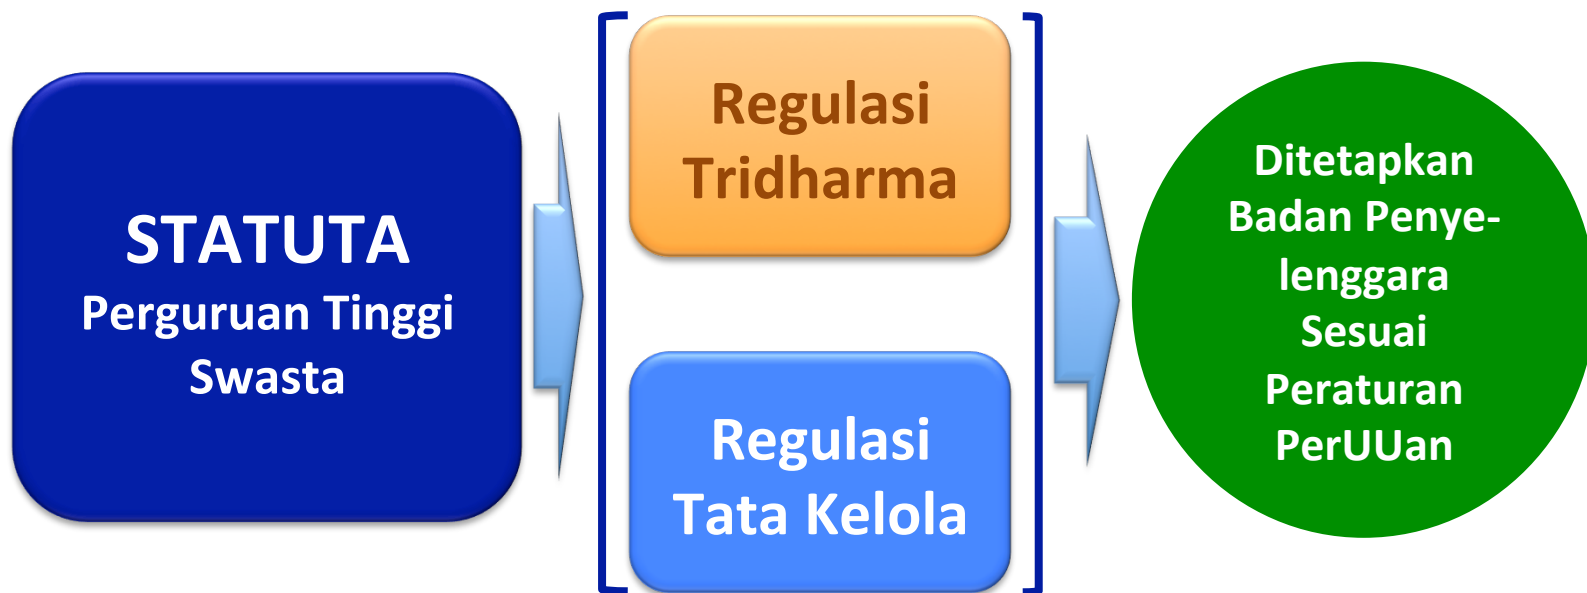 STATUTA
Perguruan Tinggi
Swasta
Regulasi
Tridharma
Regulasi
Tata Kelola
Ditetapkan
Badan Penye-
lenggara
Sesuai
Peraturan
PerUUan